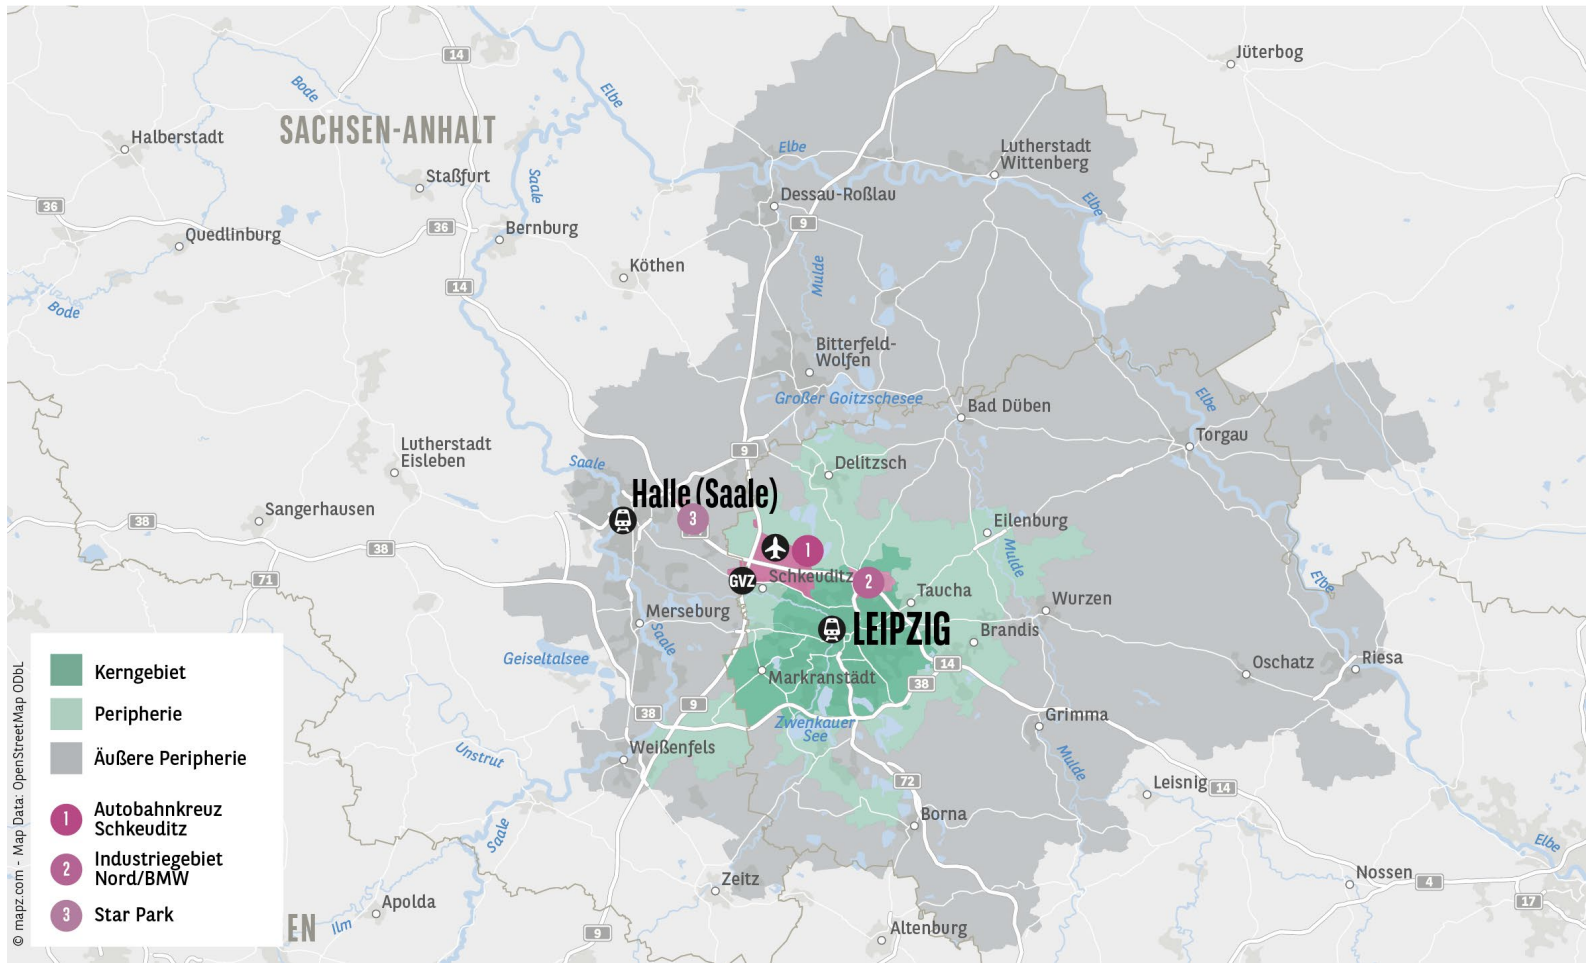 Jüterbog
14
Bode
Elbe
SACHSEN-ANHALT
Halberstadt
Elbe
Lutherstadt
Wittenberg
Staßfurt
Saale
Dessau-Roßlau
Elbe
36
36
9
Bernburg
Quedlinburg
Köthen
Mulde
14
Bode
Bitterfeld-
Wolfen
Großer Goitzschesee
Elbe
Bad Düben
Torgau
Lutherstadt
Eisleben
9
Saale
Delitzsch
Halle (Saale)
Sangerhausen
38
3
Eilenburg
38
1
Mulde
71
GVZ
Schkeuditz
2
Taucha
Elbe
Wurzen
Merseburg
LEIPZIG
Brandis
Saale
Geiseltalsee
14
Oschatz
Riesa
Markranstädt
38
9
38
Grimma
Zwenkauer
See
Weißenfels
Unstrut
Mulde
72
Leisnig
14
Borna
Saale
Elbe
Zeitz
Nossen
4
17
Apolda
EN
Ilm
9
Altenburg
Kerngebiet
Peripherie
Äußere Peripherie
1
Autobahnkreuz
Schkeuditz
2
Industriegebiet
Nord/BMW
3
Star Park
© mapz.com - Map Data: OpenStreetMap ODbL